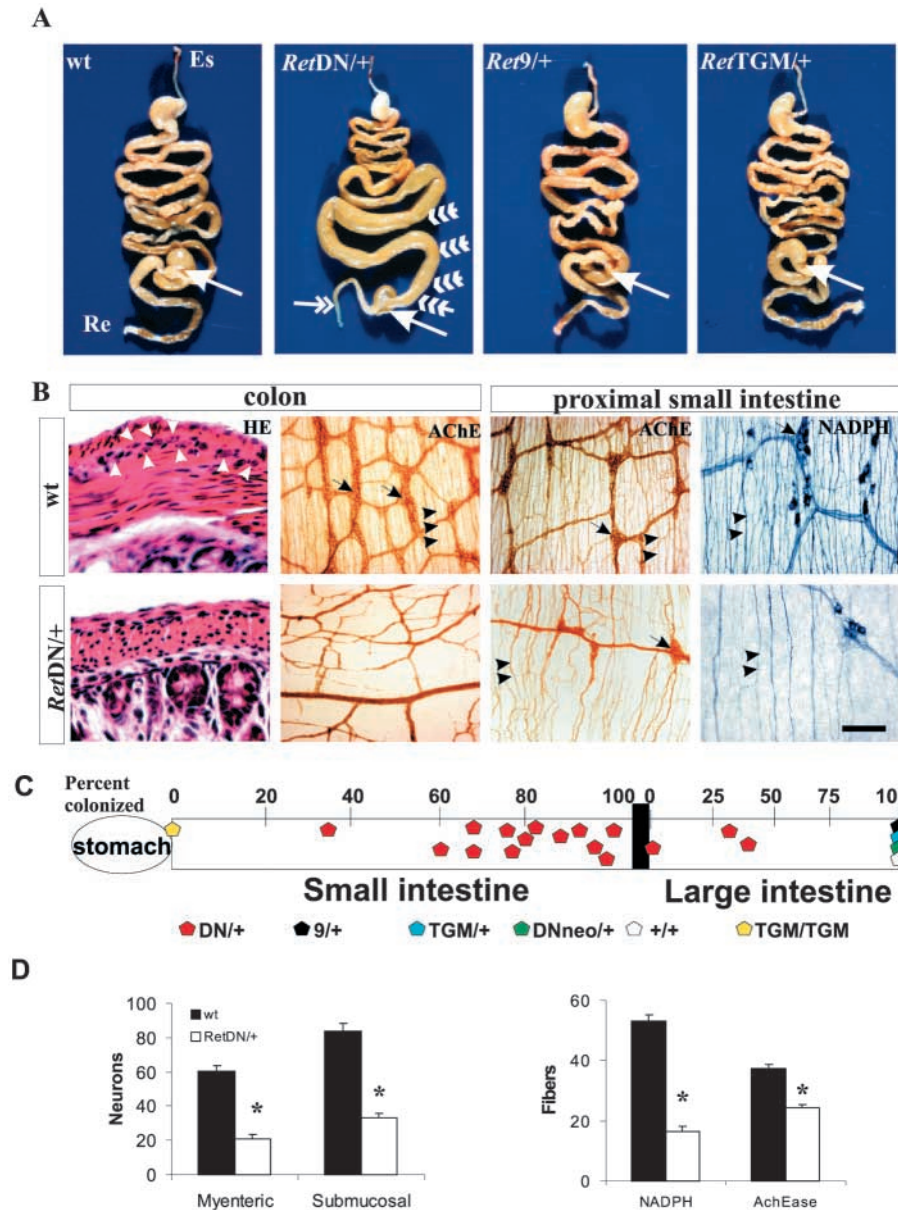 A
wt
Es
Re
RetDN/+
Ret9/+
RetTGM/+
B
colon
proximal small intestine
wt
HE
AChE
AChE
NADPH
RetDN/+
C
Percent colonized
0 20 40 60 80 100 0 25 50 75 10
stomach
Small intestine
Large intestine
DN/+ 9/+ TGM/+ DNneo/+ +/+ TGM/TGM
D
Neurons
100
80
60
40
20
0
wt
RetDN/+
*
*
Myenteric Submucosal
Fibers
60
40
20
0
*
*
NADPH AchEase